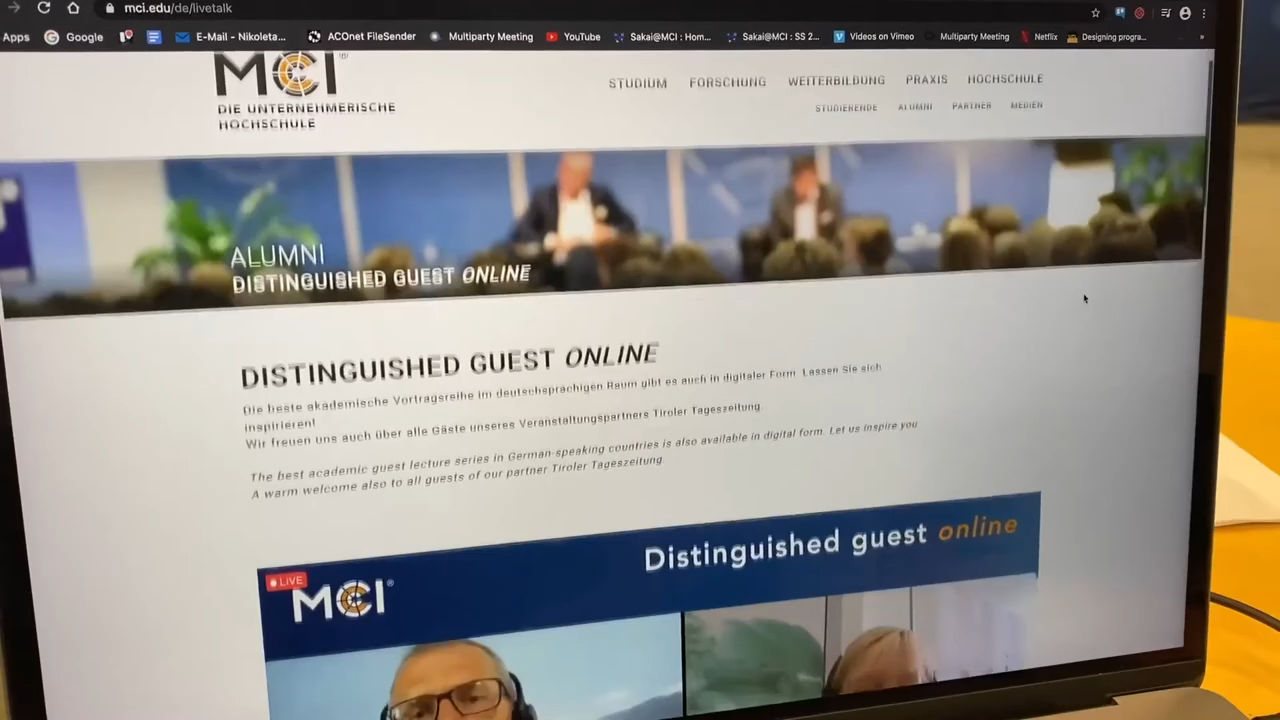 mci.edu/de/livetalk
Apps Google E-Mail - Nikoleta... ACOnet FileSender Multiparty Meeting YouTube Sakai@MCI : Hom... Sakai@MCI : SS 2... Videos on Vimeo Multiparty Meeting Netflix Designing progra... »
MCI®
DIE UNTERNEHMERISCHE
HOCHSCHULE
STUDIUM FORSCHUNG WEITERBILDUNG PRAXIS HOCHSCHULE
STUDIERENDE ALUMNI PARTNER MEDIEN
ALUMNI
DISTINGUISHED GUEST ONLINE
DISTINGUISHED GUEST ONLINE
Die beste akademische Vortragsreihe im deutschsprachigen Raum gibt es auch in digitaler Form. Lassen Sie sich
inspirieren!
Wir freuen uns auch über alle Gäste unseres Veranstaltungspartners Tiroler Tageszeitung.
The best academic guest lecture series in German-speaking countries is also available in digital form. Let us inspire you.
A warm welcome also to all guests of our partner Tiroler Tageszeitung.
Distinguished guest online
LIVE
MCI®